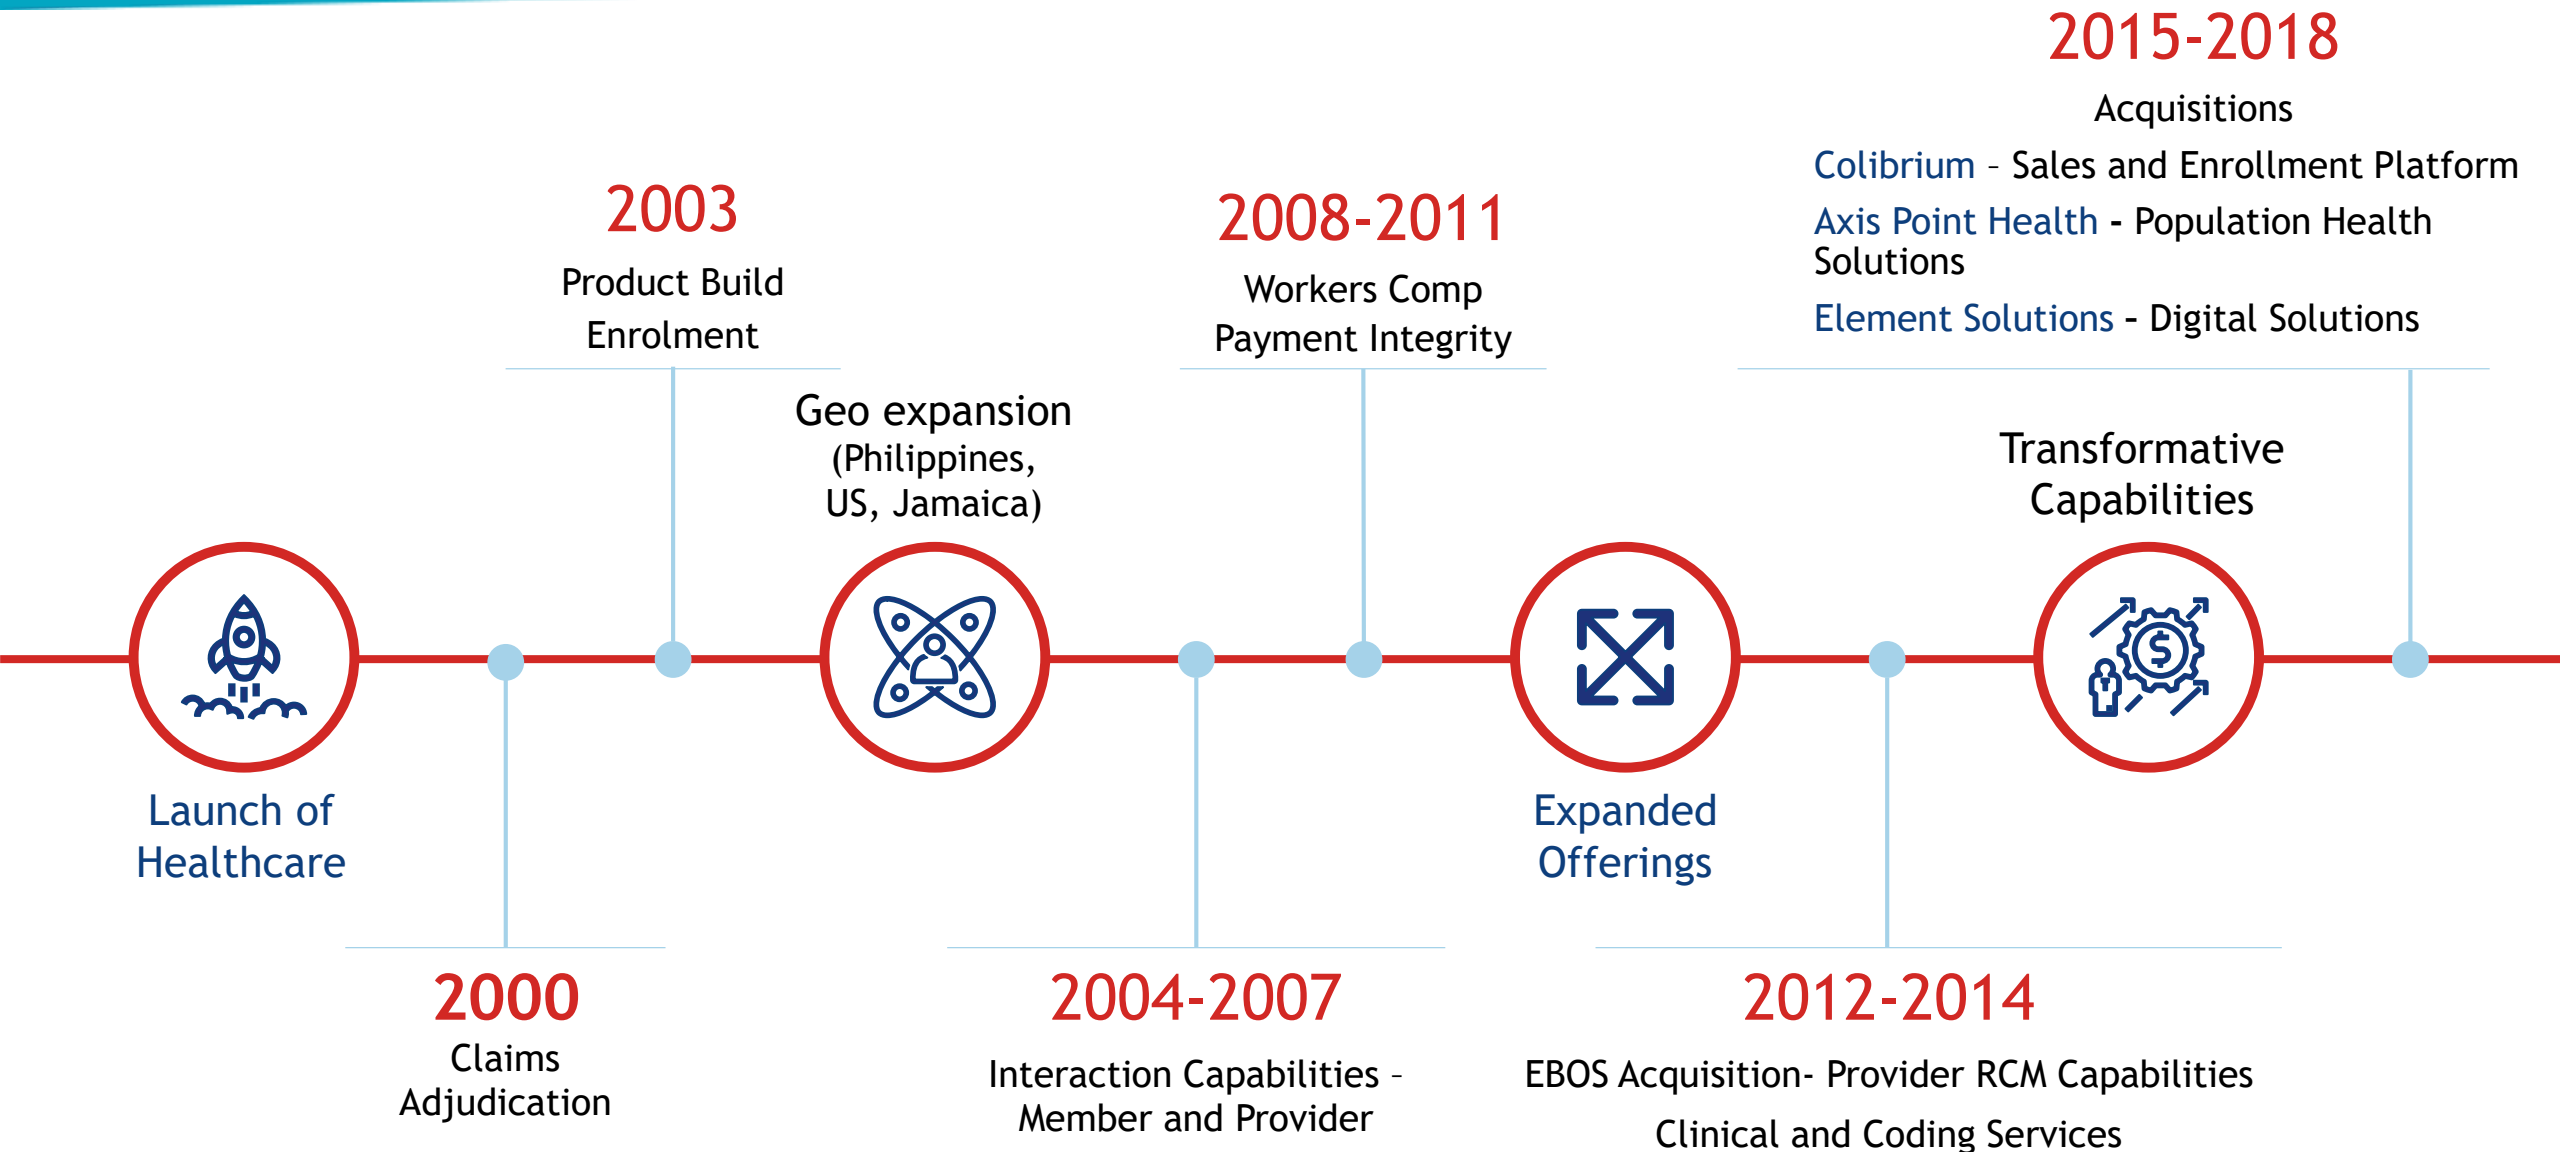 2015-2018
Acquisitions
Colibrium – Sales and Enrollment Platform
Axis Point Health - Population Health
Solutions
Element Solutions – Digital Solutions
2003
Product Build
Enrolment
2008-2011
Workers Comp
Payment Integrity
Geo expansion
(Philippines,
US, Jamaica)
Transformative
Capabilities
$
Launch of
Healthcare
Expanded
Offerings
2000
Claims
Adjudication
2004-2007
Interaction Capabilities –
Member and Provider
2012-2014
EBOS Acquisition- Provider RCM Capabilities
Clinical and Coding Services